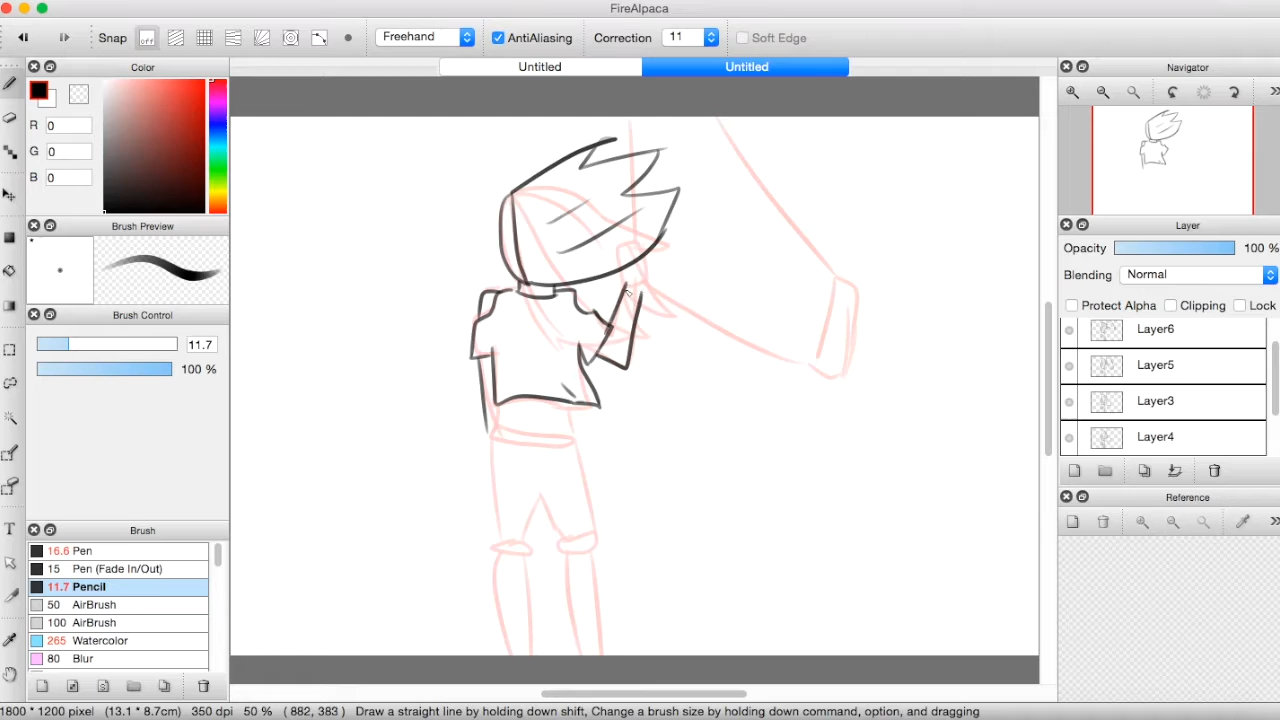 FireAlpaca
Snap off Freehand AntiAliasing Correction 11 Soft Edge
Color Untitled Untitled Navigator
R 0
G 0
B 0
Brush Preview
*
Layer
Opacity 100 %
Blending Normal
Protect Alpha Clipping Lock
Brush Control
11.7
100 %
Layer6
Layer5
Layer3
Layer4
Reference
Brush
16.6 Pen
15 Pen (Fade In/Out)
11.7 Pencil
50 AirBrush
100 AirBrush
265 Watercolor
80 Blur
T
1800 * 1200 pixel (13.1 * 8.7cm) 350 dpi 50 % ( 882, 383 ) Draw a straight line by holding down shift, Change a brush size by holding down command, option, and dragging